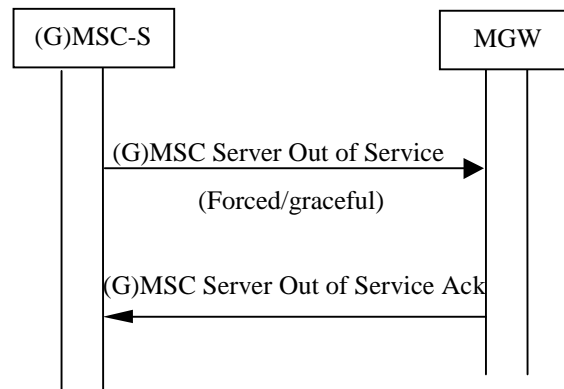 (G)MSC-S
MGW
(G)MSC Server Out of Service
(Forced/graceful)
(G)MSC Server Out of Service Ack